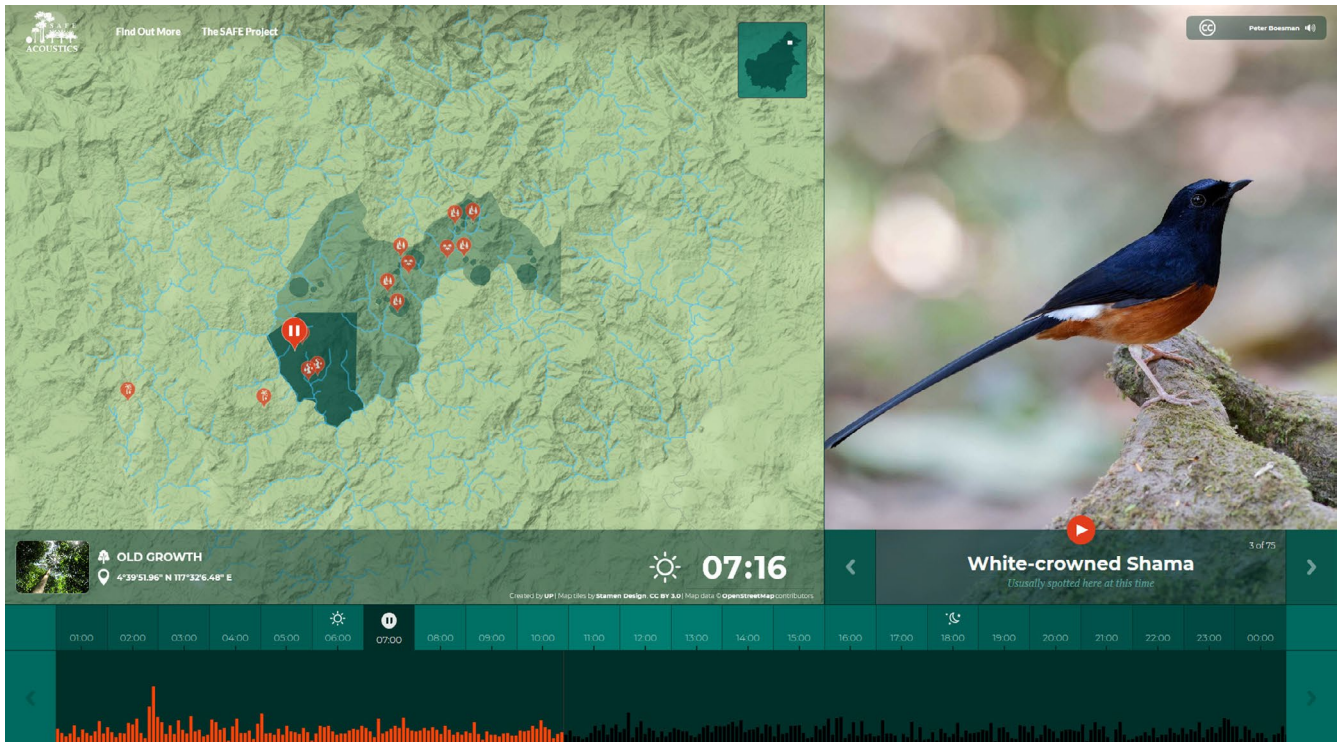 SAFE
ACOUSTICS
Find Out More
The SAFE Project
CC
Peter Boesman
OLD GROWTH
4°39'51.96" N 117°32'6.48" E
07:16
Created by UP | Map tiles by Stamen Design, CC BY 3.0 | Map data © OpenStreetMap contributors
3 of 75
White-crowned Shama
Ususally spotted here at this time
01:00 02:00 03:00 04:00 05:00 06:00 07:00 08:00 09:00 10:00 11:00 12:00 13:00 14:00 15:00 16:00 17:00 18:00 19:00 20:00 21:00 22:00 23:00 00:00